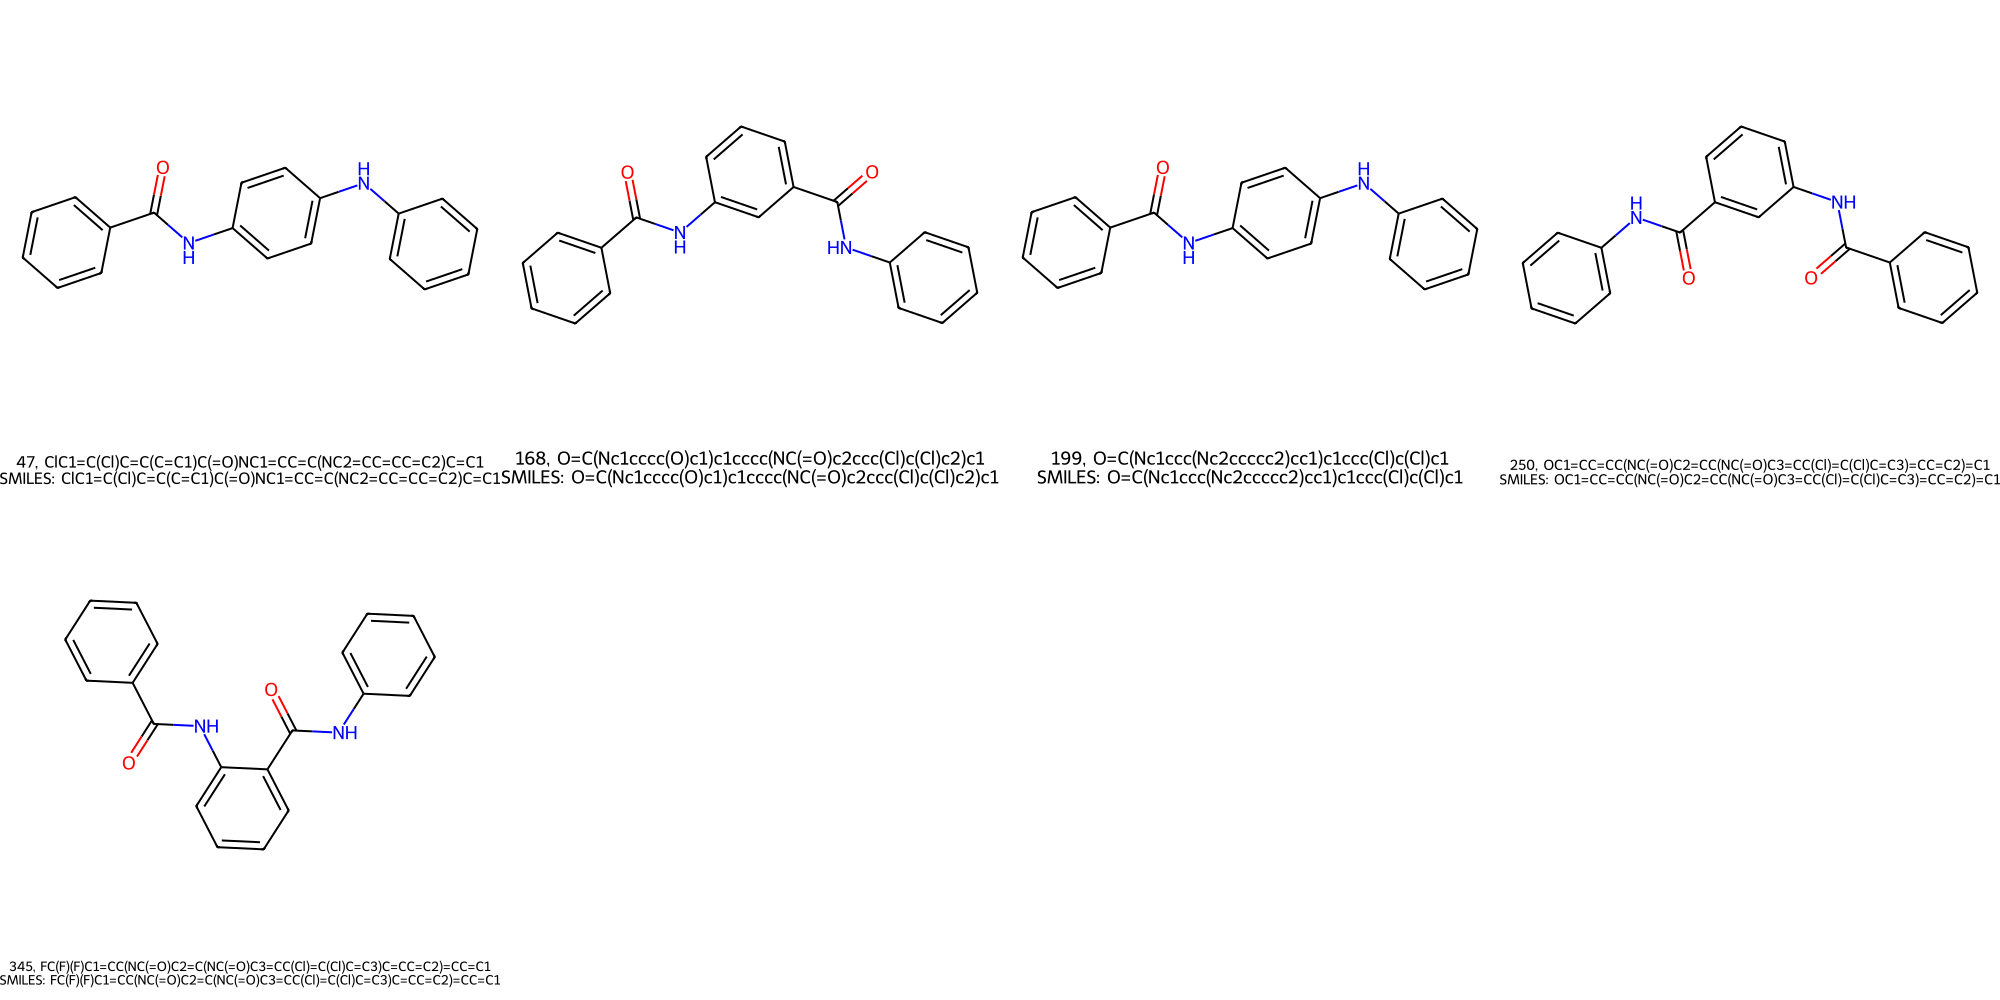 O
N
H
H
N
O
N
H
O
HN
O
N
H
H
N
H
N
O
NH
O
47, ClC1=C(Cl)C=C(C=C1)C(=O)NC1=CC=C(NC2=CC=CC=C2)C=C1
SMILES: ClC1=C(Cl)C=C(C=C1)C(=O)NC1=CC=C(NC2=CC=CC=C2)C=C1
168, O=C(Nc1cccc(O)c1)c1cccc(NC(=O)c2ccc(Cl)c(Cl)c2)c1
SMILES: O=C(Nc1cccc(O)c1)c1cccc(NC(=O)c2ccc(Cl)c(Cl)c2)c1
199, O=C(Nc1ccc(Nc2ccccc2)cc1)c1ccc(Cl)c(Cl)c1
SMILES: O=C(Nc1ccc(Nc2ccccc2)cc1)c1ccc(Cl)c(Cl)c1
250, OC1=CC=CC(NC(=O)C2=CC(NC(=O)C3=CC(Cl)=C(Cl)C=C3)=CC=C2)=C1
SMILES: OC1=CC=CC(NC(=O)C2=CC(NC(=O)C3=CC(Cl)=C(Cl)C=C3)=CC=C2)=C1
O
NH
O
NH
345, FC(F)(F)C1=CC(NC(=O)C2=C(NC(=O)C3=CC(Cl)=C(Cl)C=C3)C=CC=C2)=CC=C1
SMILES: FC(F)(F)C1=CC(NC(=O)C2=C(NC(=O)C3=CC(Cl)=C(Cl)C=C3)C=CC=C2)=CC=C1